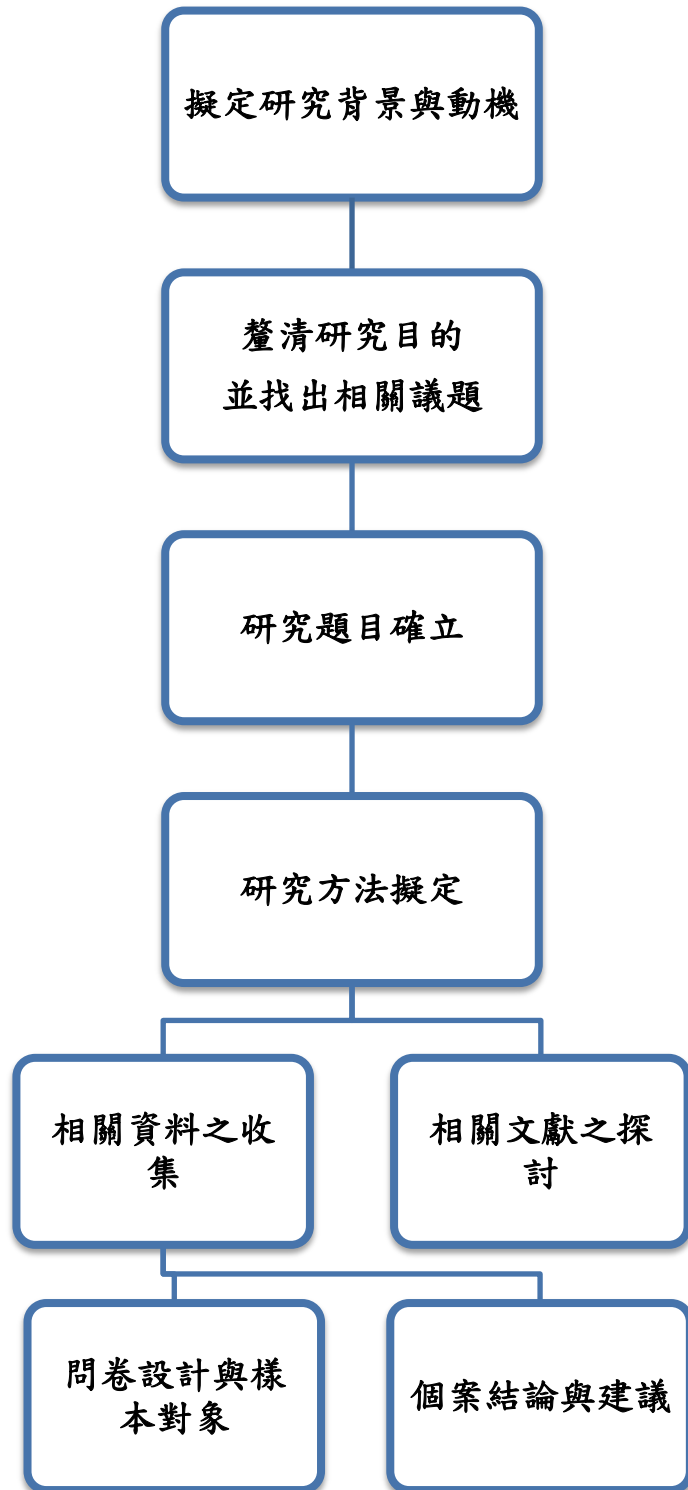 擬定研究背景與動機
釐清研究目的
並找出相關議題
研究題目確立
研究方法擬定
相關資料之收
集
相關文獻之探
討
問卷設計與樣
本對象
個案結論與建議